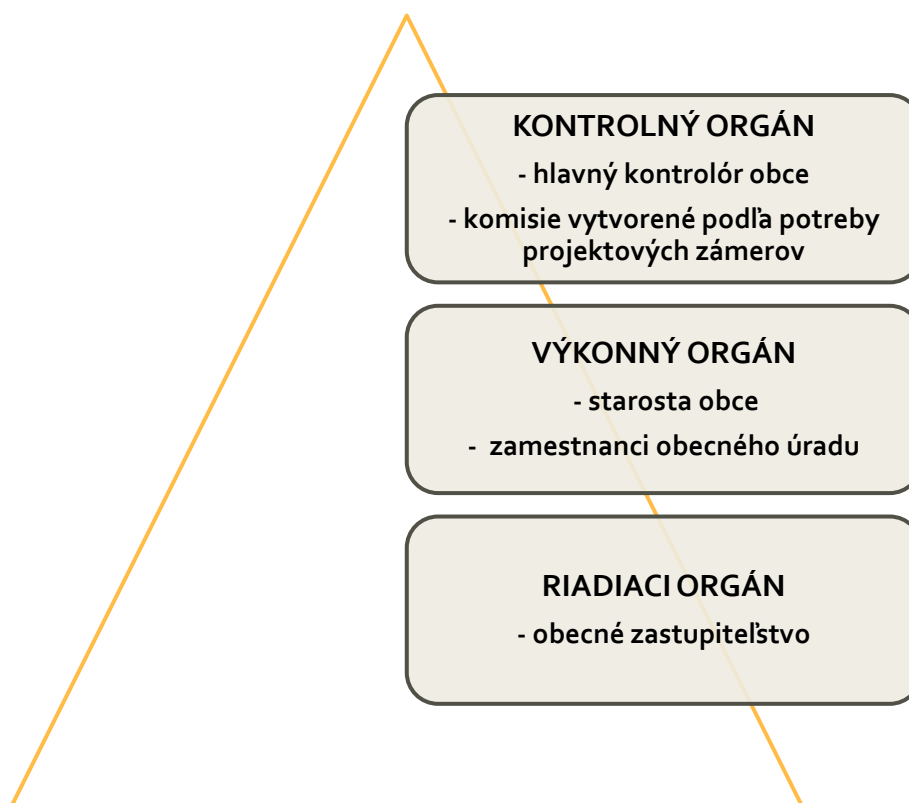 KONTROLNÝ ORGÁN
- hlavný kontrolór obce
- komisie vytvorené podľa potreby
projektových zámerov
VÝKONNÝ ORGÁN
- starosta obce
- zamestnanci obecného úradu
RIADIACI ORGÁN
- obecné zastupiteľstvo